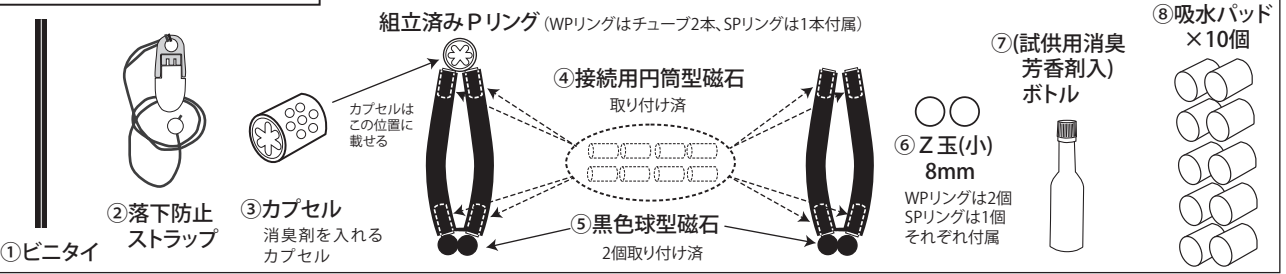 組立済みPリング(WPリングはチューブ2本、SPリングは1本付属)
①ビニタイ
②落下防止
ストラップ
③カプセル
消臭剤を入れる
カプセル
カプセルは
この位置に
載せる
④接続用円筒型磁石
取り付け済
⑤黒色球型磁石
2個取り付け済
⑥Z玉(小)
8mm
WPリングは2個
SPリングは1個
それぞれ付属
⑦(試供用消臭
芳香剤入)
ボトル
⑧吸水パッド
×10個